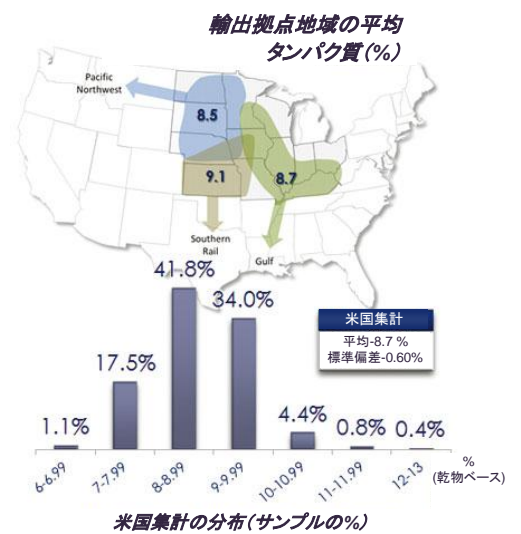 輸出拠点地域の平均
タンパク質(%)
Pacific
Northwest
8.5
9.1
8.7
Southern
Rail
Gulf
41.8%
34.0%
米国集計
平均-8.7 %
標準偏差-0.60%
17.5%
4.4%
1.1%
0.8%
0.4%
6-6.99
7-7.99
8-8.99
9-9.99
10-10.99
11-11.99
12-13
%
(乾物ベース)
米国集計の分布(サンプルの%)